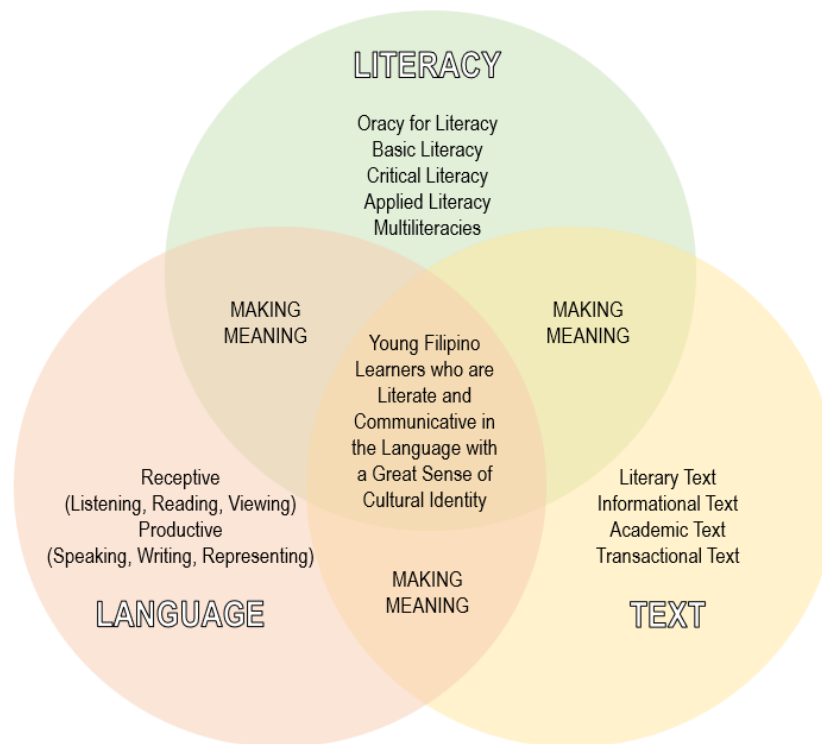 LITERACY
Oracy for Literacy
Basic Literacy
Critical Literacy
Applied Literacy
Multiliteracies
MAKING
MEANING
MAKING
MEANING
Young Filipino
Learners who are
Literate and
Communicative in
the Language with
a Great Sense of
Cultural Identity
Receptive
(Listening, Reading, Viewing)
Productive
(Speaking, Writing, Representing)
LANGUAGE
Literary Text
Informational Text
Academic Text
Transactional Text
TEXT
MAKING
MEANING